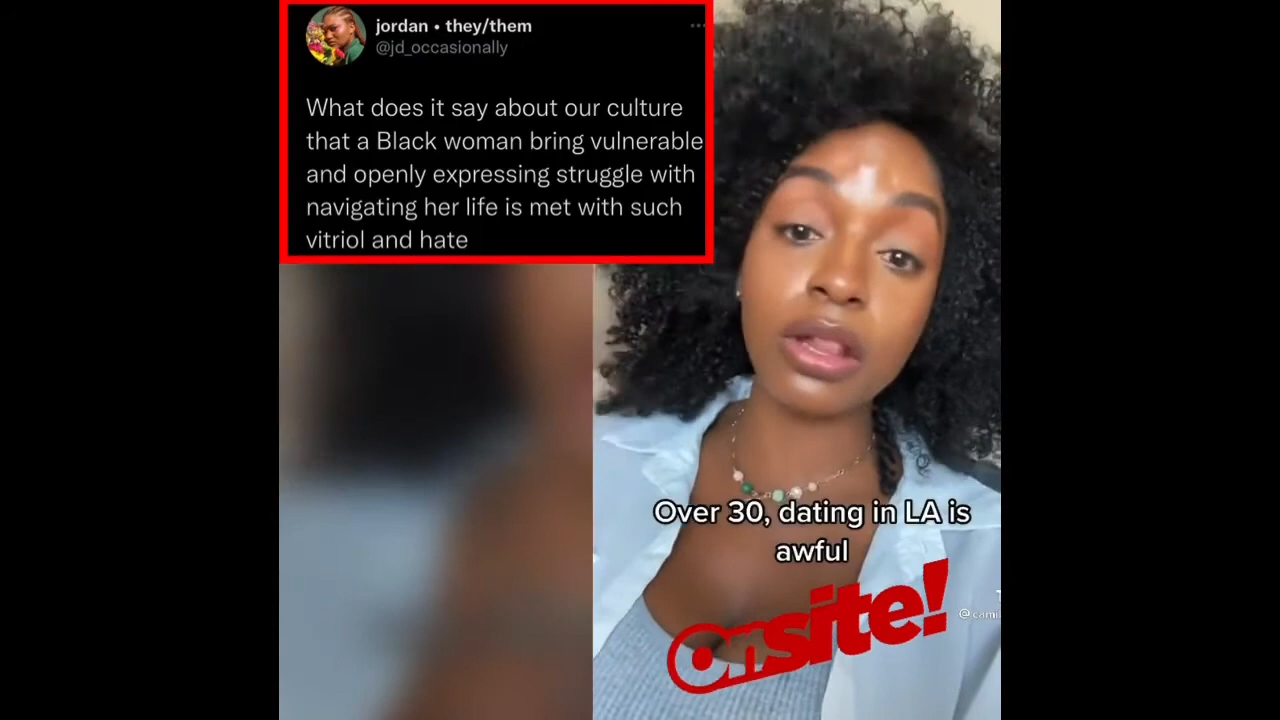 jordan • they/them
@jd_occasionally
What does it say about our culture
that a Black woman bring vulnerable
and openly expressing struggle with
navigating her life is met with such
vitriol and hate
Over 30, dating in LA is
awful
Onsite!